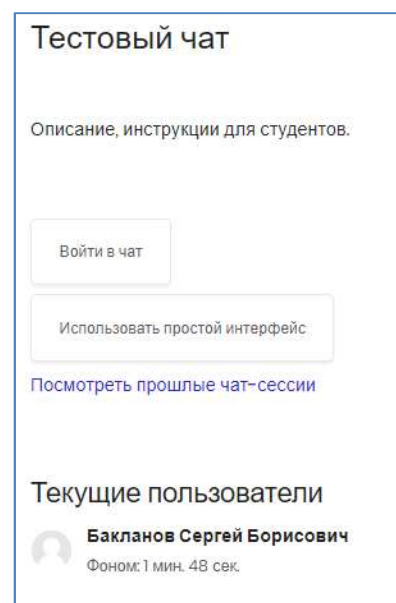 Тестовый чат
Описание, инструкции для студентов.
Войти в чат
Использовать простой интерфейс
Посмотреть прошлые чат-сессии
Текущие пользователи
Бакланов Сергей Борисович
Фоном: 1 мин. 48 сек.